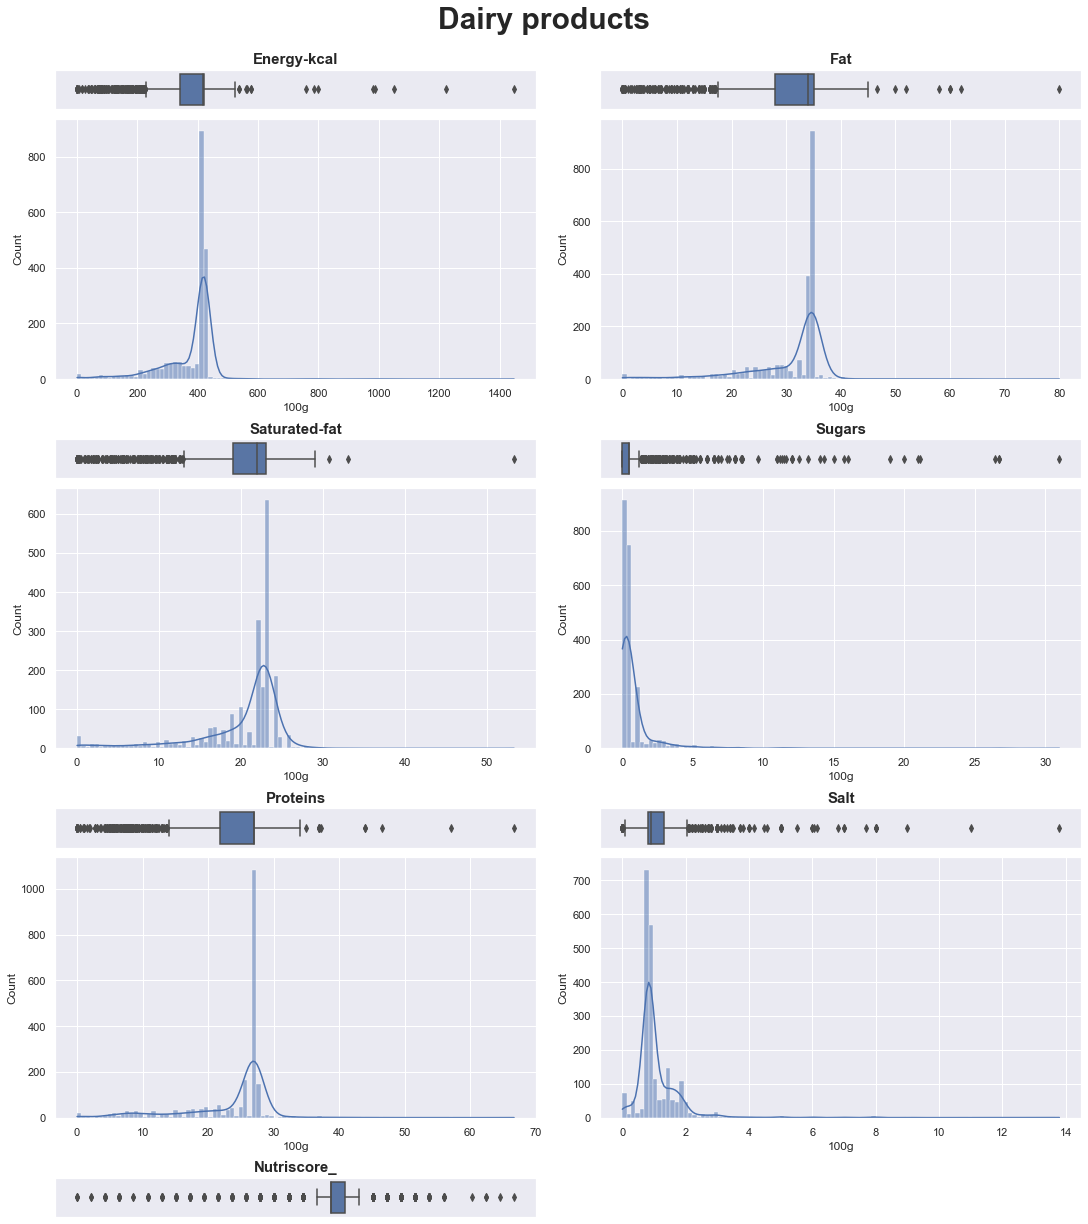 Dairy products
Energy-kcal
Fat
800
600
400
200
0
Count
0 200 400 600 800 1000 1200 1400
100g
800
600
400
200
0
Count
0 10 20 30 40 50 60 70 80
100g
Saturated-fat
Sugars
600
500
400
300
200
100
0
Count
0 10 20 30 40 50
100g
800
600
400
200
0
Count
0 5 10 15 20 25 30
100g
Proteins
Salt
1000
800
600
400
200
0
Count
0 10 20 30 40 50 60 70
100g
700
600
500
400
300
200
100
0
Count
0 2 4 6 8 10 12 14
100g
Nutriscore_